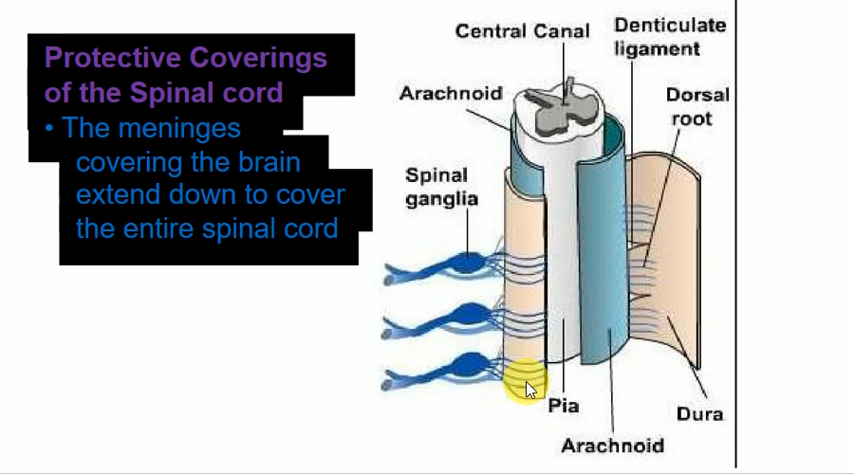 Protective Coverings
of the Spinal cord
• The meninges
covering the brain
extend down to cover
the entire spinal cord
Central Canal
Denticulate
ligament
Arachnoid
Dorsal
root
Spinal
ganglia
Pia
Dura
Arachnoid